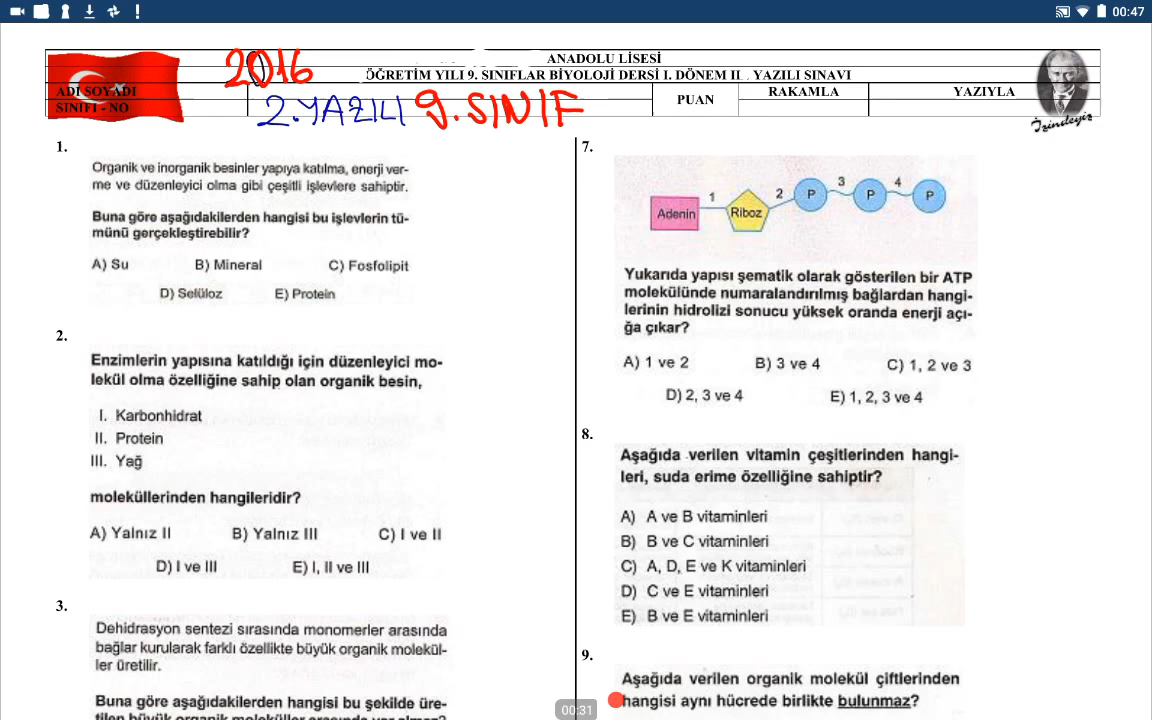 00:47
ANADOLU LİSESİ
ÖĞRETİM YILI 9. SINIFLAR BİYOLOJİ DERSİ I. DÖNEM II . YAZILI SINAVI
2016
ADI SOYADI
SINIFI - NO
2.YAZILI 9.SINIF
PUAN
RAKAMLA
YAZIYLA
İzindeyiz
1.
Organik ve inorganik besinler yapıya katılma, enerji ver-
me ve düzenleyici olma gibi çeşitli işlevlere sahiptir.
Buna göre aşağıdakilerden hangisi bu işlevlerin tü-
münü gerçekleştirebilir?
A) Su B) Mineral C) Fosfolipit
D) Selüloz E) Protein
2.
Enzimlerin yapısına katıldığı için düzenleyici mo-
lekül olma özelliğine sahip olan organik besin,
I. Karbonhidrat
II. Protein
III. Yağ
moleküllerinden hangileridir?
A) Yalnız II B) Yalnız III C) I ve II
D) I ve III E) I, II ve III
3.
Dehidrasyon sentezi sırasında monomerler arasında
bağlar kurularak farklı özellikte büyük organik molekül-
ler üretilir.
Buna göre aşağıdakilerden hangisi bu şekilde üre-
tilen büyük organik moleküller arasında yer almaz?
7.
Adenin 1 Riboz 2 P 3 P 4 P
Yukarıda yapısı şematik olarak gösterilen bir ATP
molekülünde numaralandırılmış bağlardan hangi-
lerinin hidrolizi sonucu yüksek oranda enerji açı-
ğa çıkar?
A) 1 ve 2 B) 3 ve 4 C) 1, 2 ve 3
D) 2, 3 ve 4 E) 1, 2, 3 ve 4
8.
Aşağıda verilen vitamin çeşitlerinden hangi-
leri, suda erime özelliğine sahiptir?
A) A ve B vitaminleri
B) B ve C vitaminleri
C) A, D, E ve K vitaminleri
D) C ve E vitaminleri
E) B ve E vitaminleri
9.
Aşağıda verilen organik molekül çiftlerinden
hangisi aynı hücrede birlikte bulunmaz?
00:31